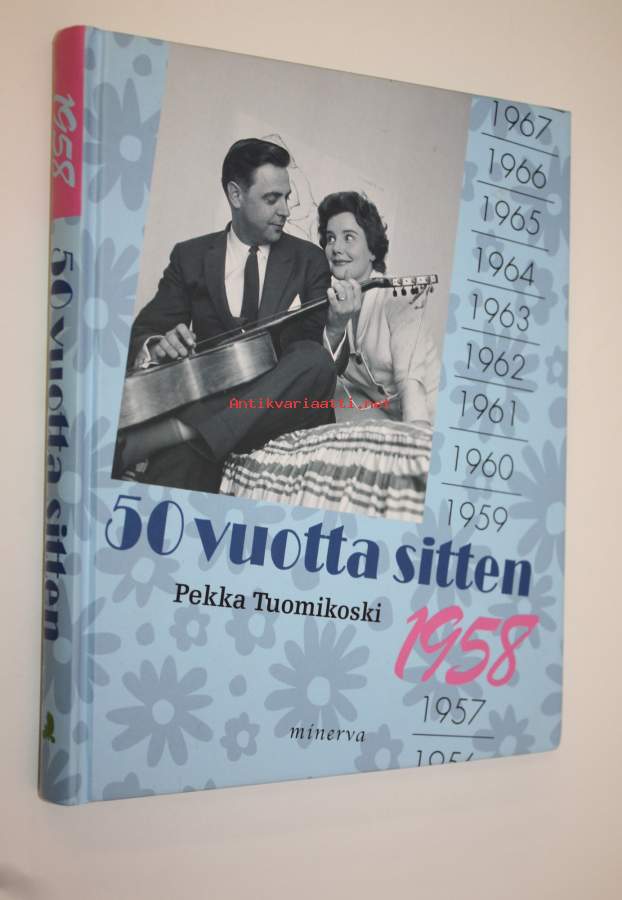 1958
50 vuotta sitten
1967
1966
1965
1964
1963
1962
1961
1960
1959
Antikvariaatti.net
50 vuotta sitten
Pekka Tuomikoski
1958
1957
1956
minerva